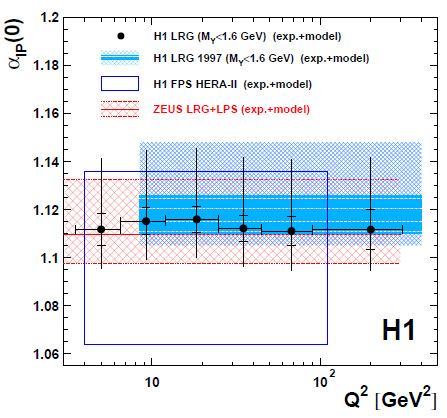 α_IP(0)
1.2
H1 LRG (M_Y<1.6 GeV) (exp.+model)
H1 LRG 1997 (M_Y<1.6 GeV) (exp.+model)
1.18
H1 FPS HERA-II (exp.+model)
ZEUS LRG+LPS (exp.+model)
1.16
1.14
1.12
1.1
1.08
H1
1.06
10
10²
Q² [GeV²]